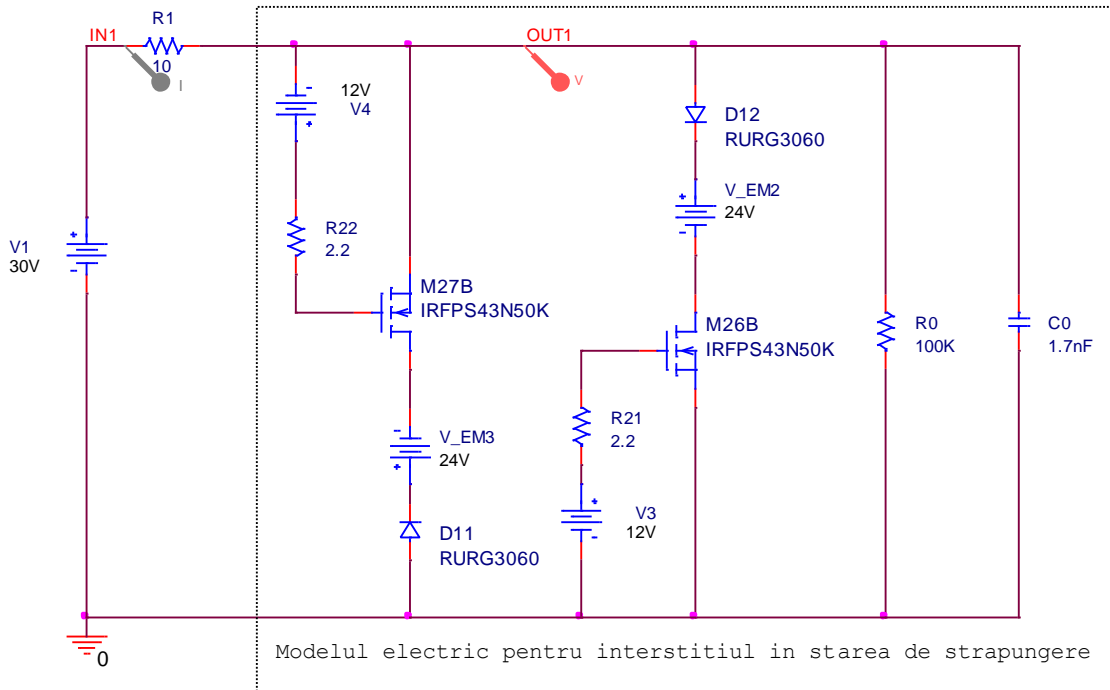 R1
IN1
OUT1
10
I
V
12V
V4
D12
RURG3060
R22
2.2
V_EM2
24V
V1
30V
M27B
IRFPS43N50K
M26B
IRFPS43N50K
R0
100K
C0
1.7nF
V_EM3
24V
R21
2.2
V3
12V
D11
RURG3060
0
Modelul electric pentru interstitiul in starea de strapungere